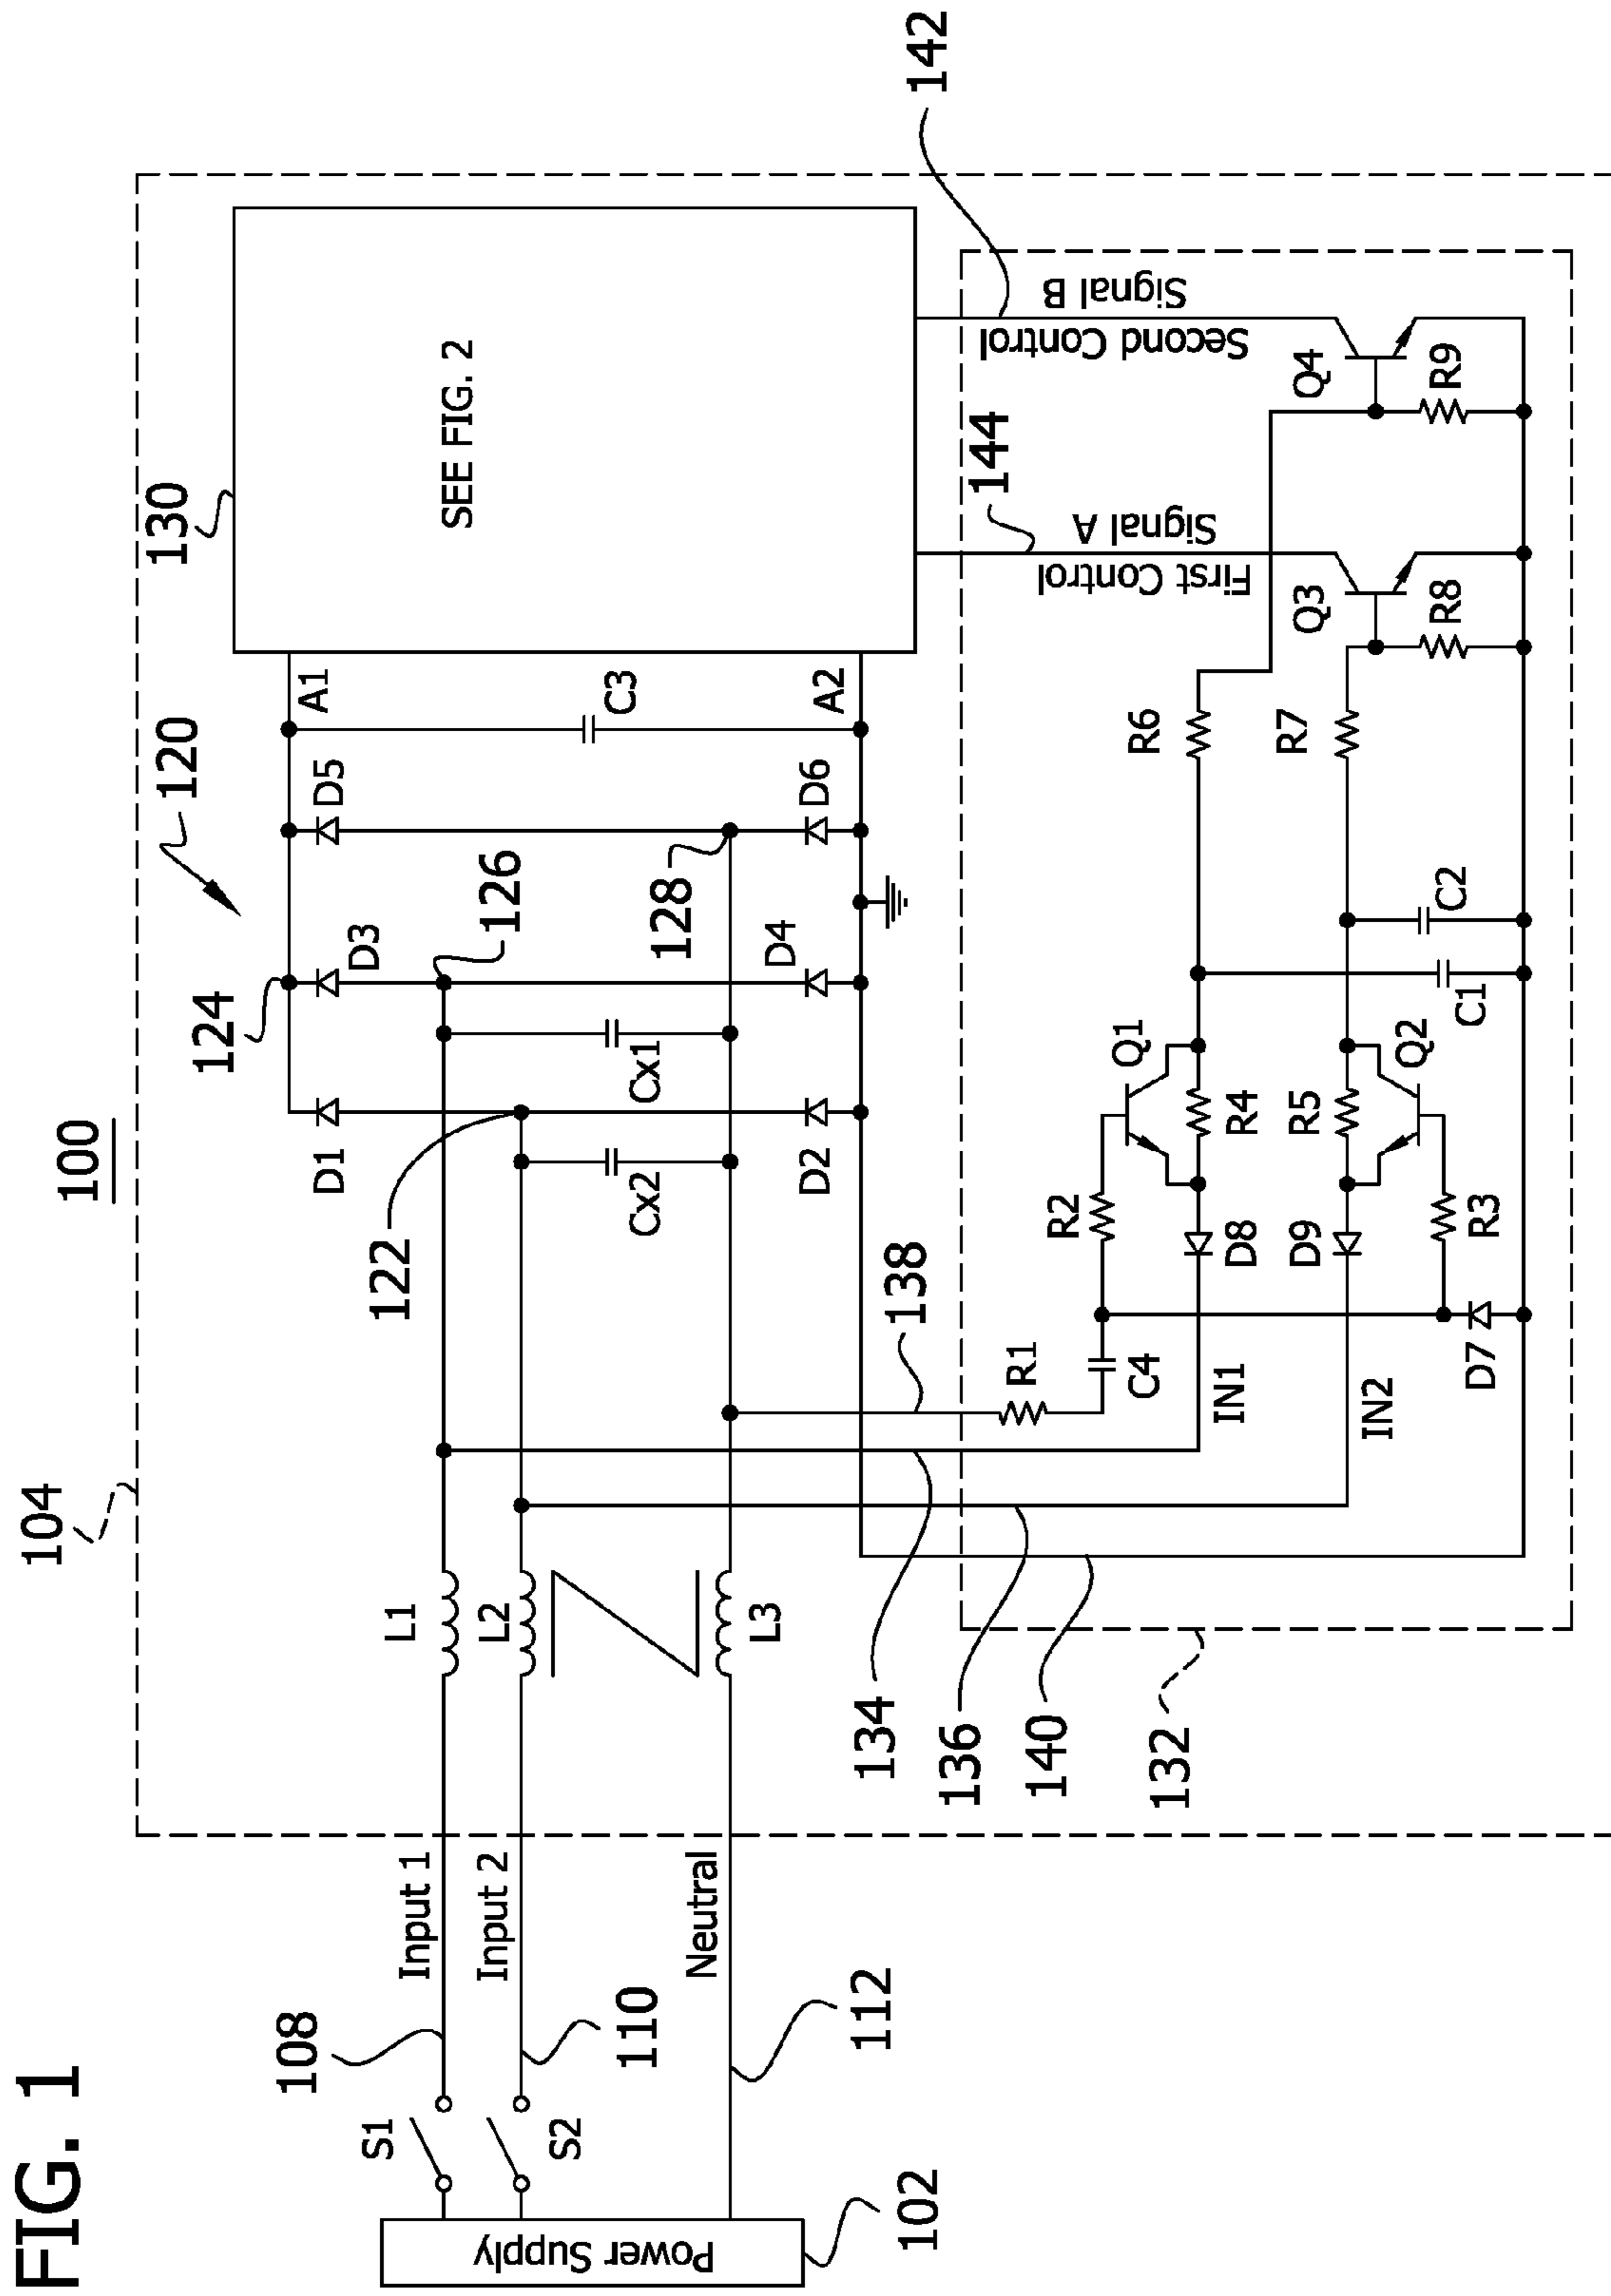 FIG. 1
100
104
120
130
SEE FIG. 2
124
D1
D3
D5
A1
122
126
Cx2
Cx1
128
C3
D2
D4
D6
A2
Power Supply
102
S1
S2
108
110
112
Input 1
Input 2
Neutral
L1
L2
L3
134
136
138
140
132
142
144
First Control
Signal A
Second Control
Signal B
R1
C4
IN1
IN2
D7
R2
R3
D8
D9
Q1
R4
R5
Q2
C1
C2
R6
R7
Q3
R8
Q4
R9